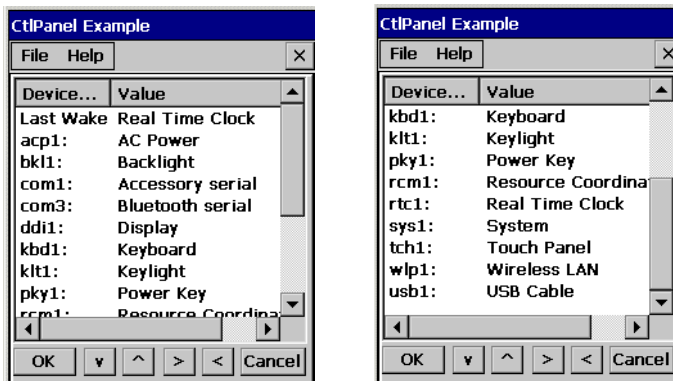 CtlPanel Example
File Help
Device... Value
Last Wake Real Time Clock
acp1: AC Power
bkl1: Backlight
com1: Accessory serial
com3: Bluetooth serial
ddi1: Display
kbd1: Keyboard
klt1: Keylight
pky1: Power Key
rcm1: Resource Coordina
OK v ^ > < Cancel
CtlPanel Example
File Help
Device... Value
kbd1: Keyboard
klt1: Keylight
pky1: Power Key
rcm1: Resource Coordina
rtc1: Real Time Clock
sys1: System
tch1: Touch Panel
wlp1: Wireless LAN
usb1: USB Cable
OK v ^ > < Cancel